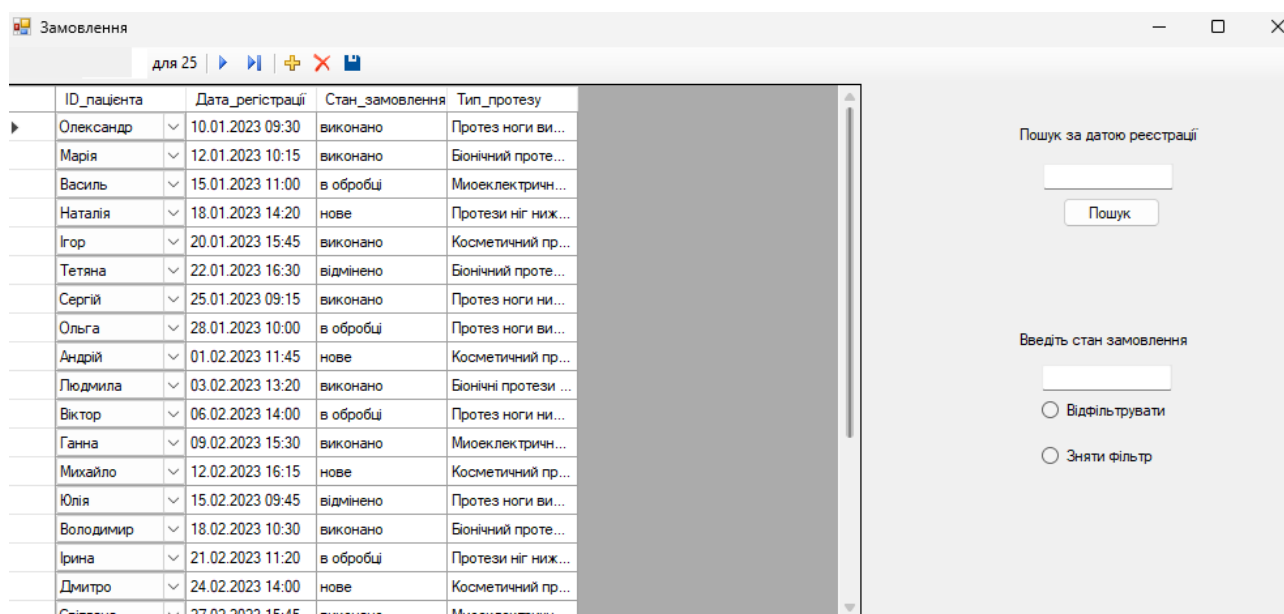 Замовлення
для 25
ID_пацієнта Дата_регістрації Стан_замовлення Тип_протезу
Олександр 10.01.2023 09:30 виконано Протез ноги ви...
Марія 12.01.2023 10:15 виконано Біонічний проте...
Василь 15.01.2023 11:00 в обробці Миоеклектричн...
Наталія 18.01.2023 14:20 нове Протези ніг ниж...
Ігор 20.01.2023 15:45 виконано Косметичний пр...
Тетяна 22.01.2023 16:30 відмінено Біонічний проте...
Сергій 25.01.2023 09:15 виконано Протез ноги ни...
Ольга 28.01.2023 10:00 в обробці Протез ноги ви...
Андрій 01.02.2023 11:45 нове Косметичний пр...
Людмила 03.02.2023 13:20 виконано Біонічні протези ...
Віктор 06.02.2023 14:00 в обробці Протез ноги ни...
Ганна 09.02.2023 15:30 виконано Миоеклектричн...
Михайло 12.02.2023 16:15 нове Косметичний пр...
Юлія 15.02.2023 09:45 відмінено Протез ноги ви...
Володимир 18.02.2023 10:30 виконано Біонічний проте...
Ірина 21.02.2023 11:20 в обробці Протези ніг ниж...
Дмитро 24.02.2023 14:00 нове Косметичний пр...
Пошук за датою реєстрації
Пошук
Введіть стан замовлення
Відфільтрувати
Зняти фільтр